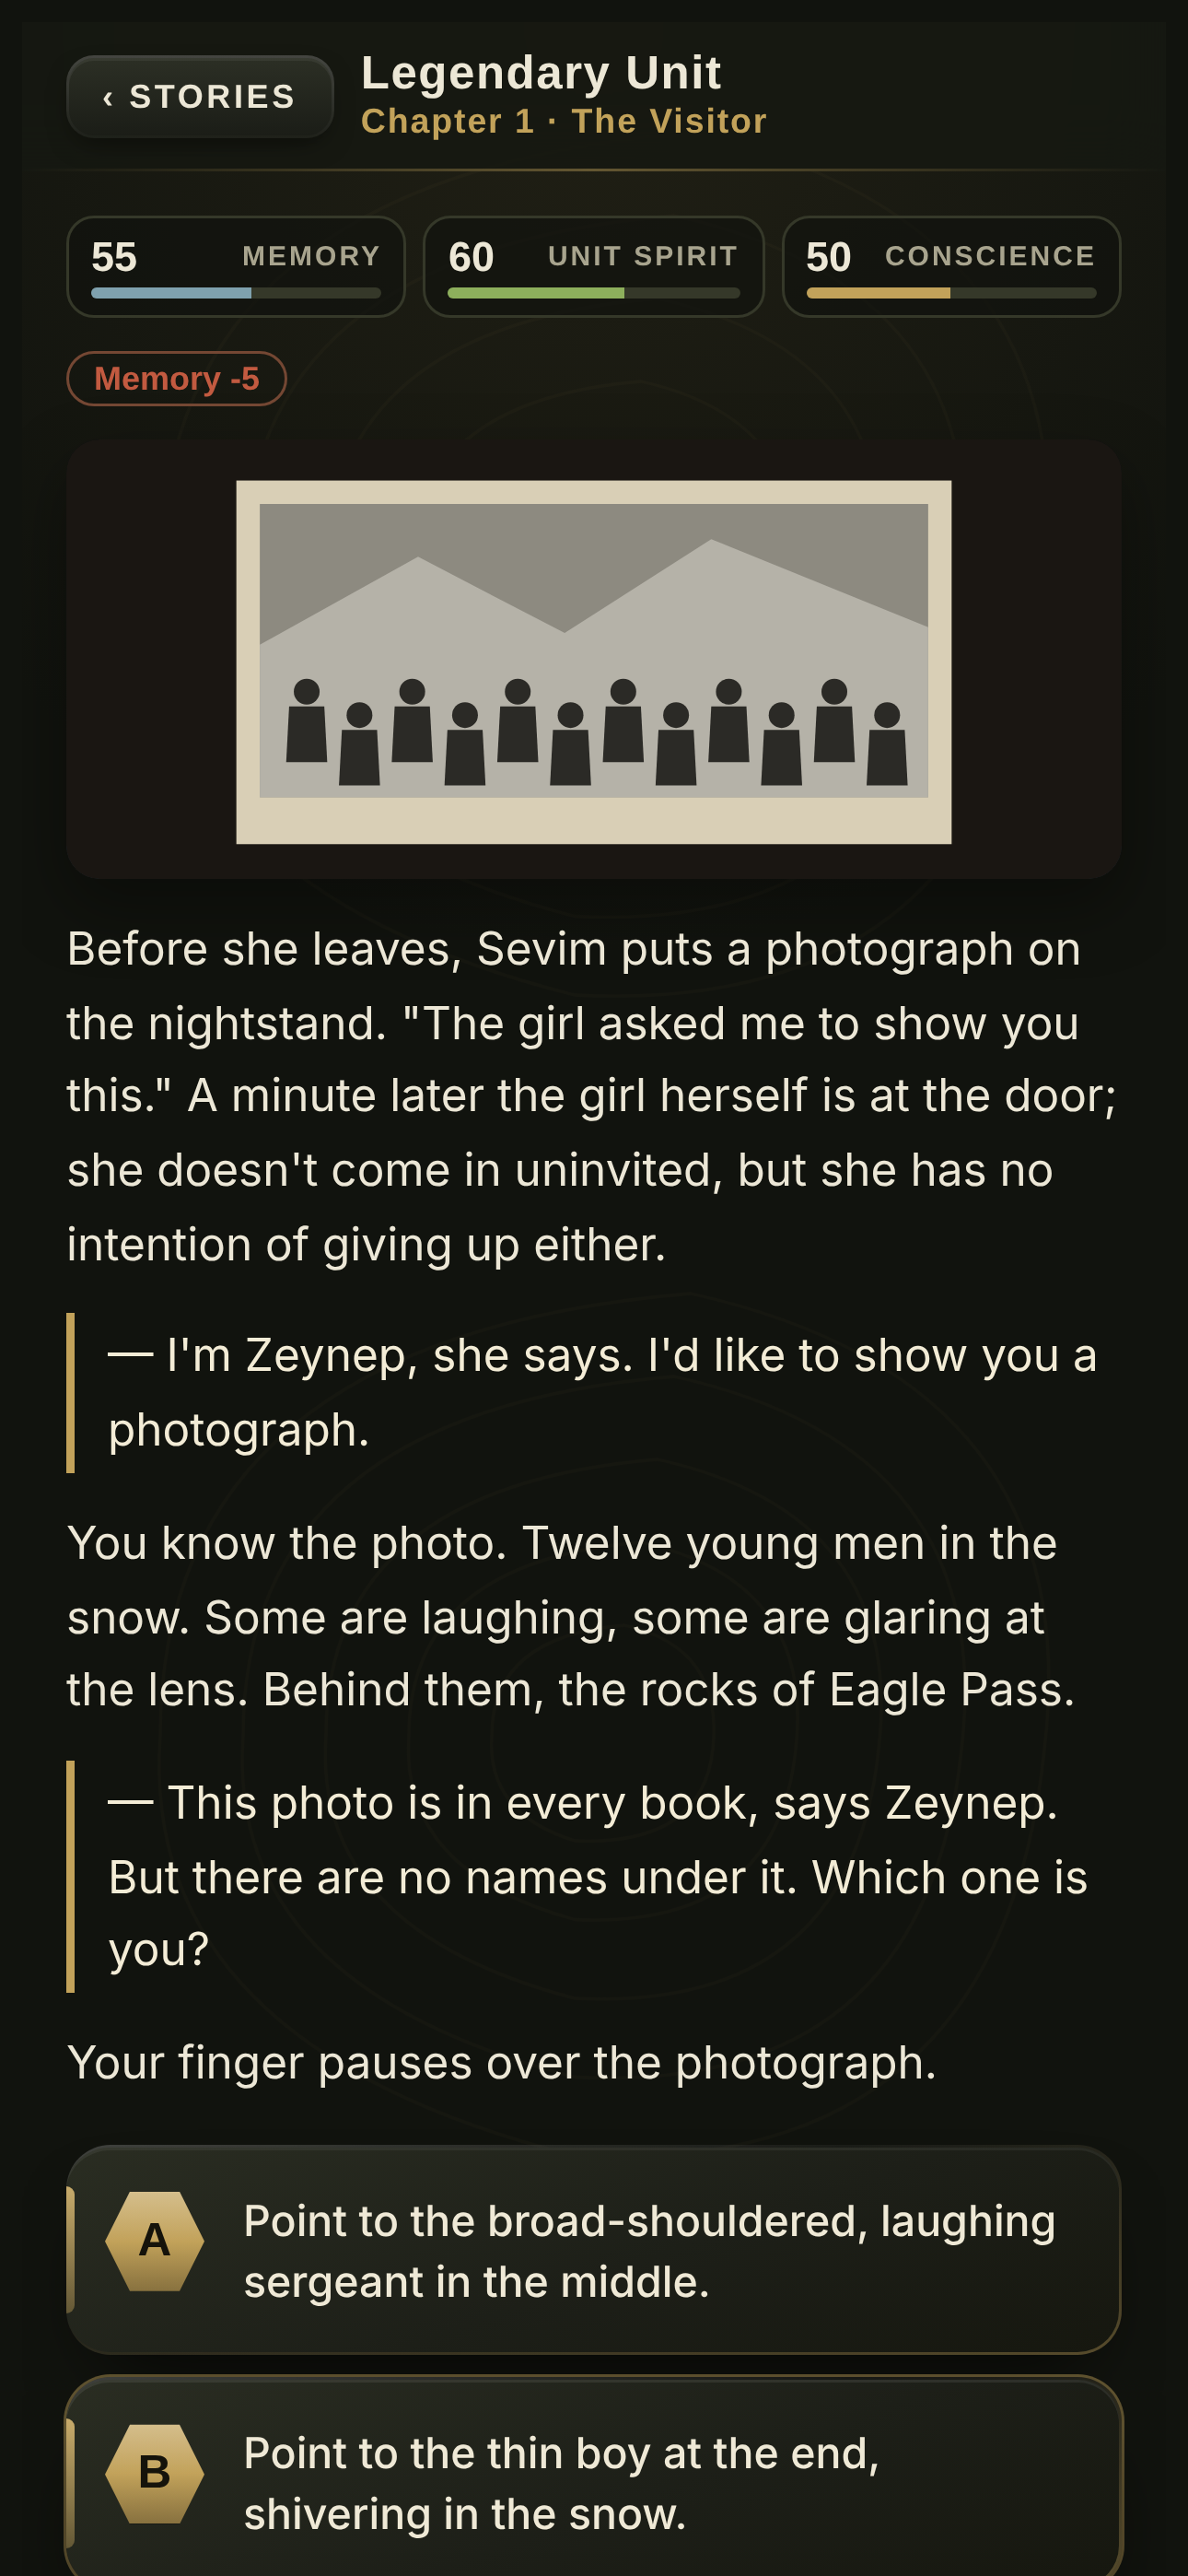 ‹ STORIES
Legendary Unit
Chapter 1 · The Visitor
55 MEMORY
60 UNIT SPIRIT
50 CONSCIENCE
Memory -5
Before she leaves, Sevim puts a photograph on
the nightstand. "The girl asked me to show you
this." A minute later the girl herself is at the door;
she doesn't come in uninvited, but she has no
intention of giving up either.
— I'm Zeynep, she says. I'd like to show you a
photograph.
You know the photo. Twelve young men in the
snow. Some are laughing, some are glaring at
the lens. Behind them, the rocks of Eagle Pass.
— This photo is in every book, says Zeynep.
But there are no names under it. Which one is
you?
Your finger pauses over the photograph.
A
Point to the broad-shouldered, laughing
sergeant in the middle.
B
Point to the thin boy at the end,
shivering in the snow.